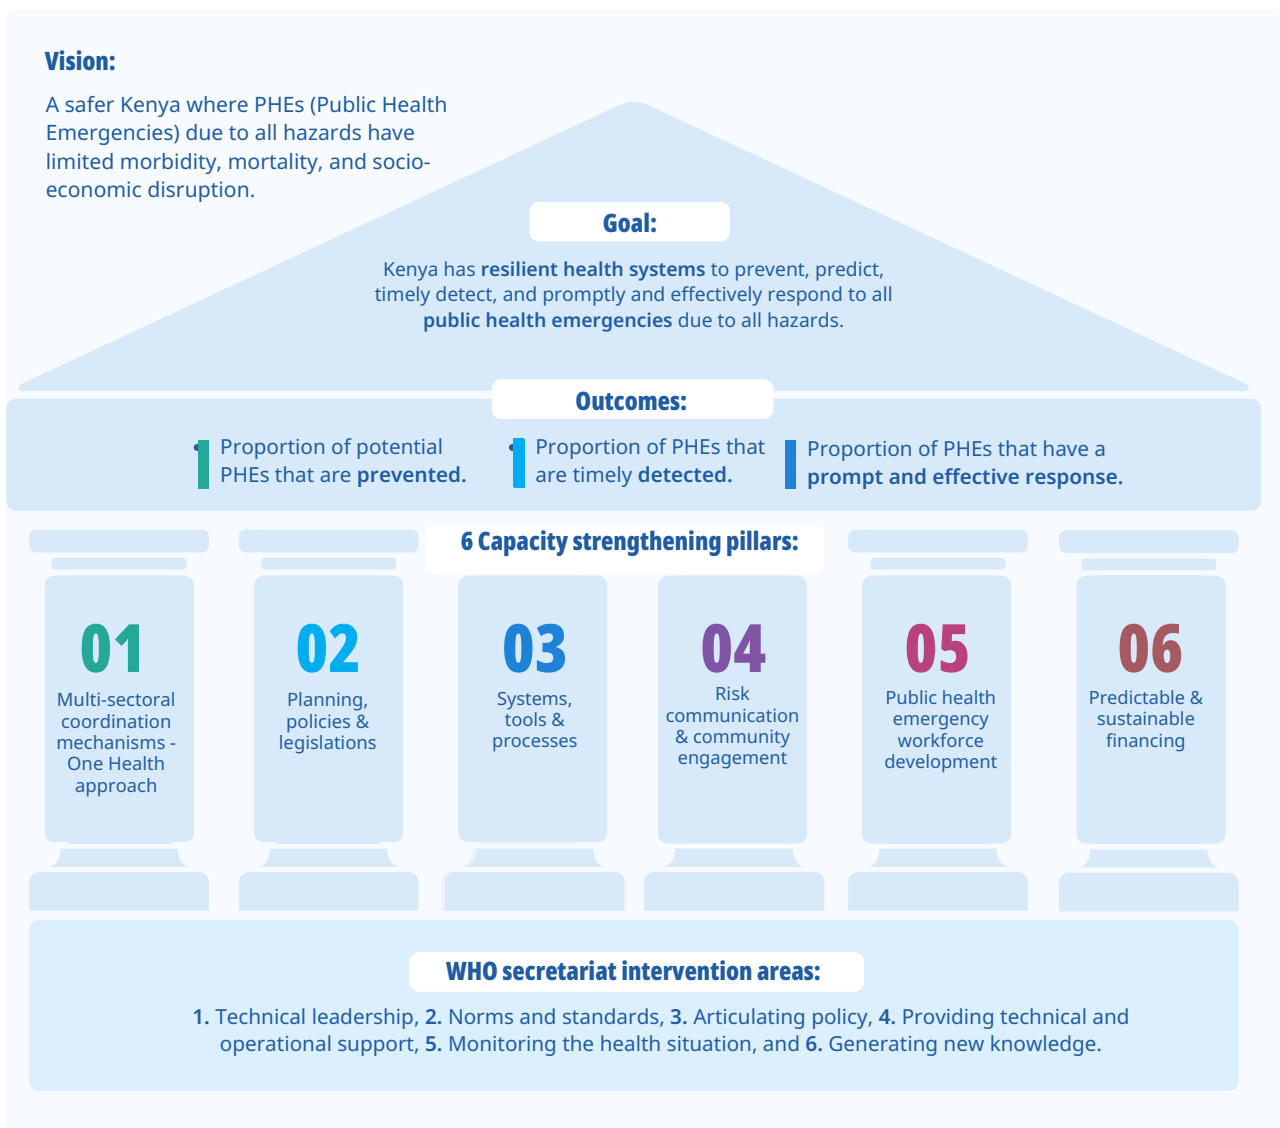 Vision:
A safer Kenya where PHEs (Public Health
Emergencies) due to all hazards have
limited morbidity, mortality, and socio-
economic disruption.
Goal:
Kenya has resilient health systems to prevent, predict,
timely detect, and promptly and effectively respond to all
public health emergencies due to all hazards.
Outcomes:
Proportion of potential
PHEs that are prevented.
Proportion of PHEs that
are timely detected.
Proportion of PHEs that have a
prompt and effective response.
6 Capacity strengthening pillars:
01
Multi-sectoral
coordination
mechanisms -
One Health
approach
02
Planning,
policies &
legislations
03
Systems,
tools &
processes
04
Risk
communication
& community
engagement
05
Public health
emergency
workforce
development
06
Predictable &
sustainable
financing
WHO secretariat intervention areas:
1. Technical leadership, 2. Norms and standards, 3. Articulating policy, 4. Providing technical and
operational support, 5. Monitoring the health situation, and 6. Generating new knowledge.